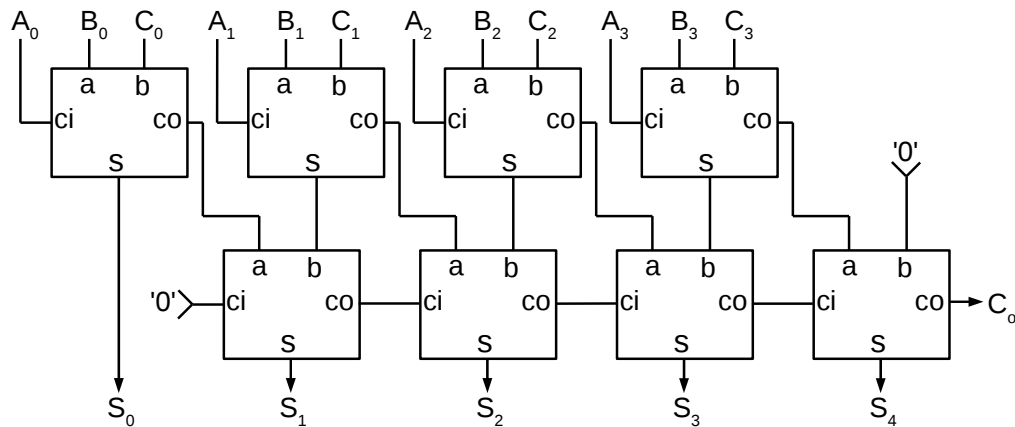 A₀ B₀ C₀ A₁ B₁ C₁ A₂ B₂ C₂ A₃ B₃ C₃
a b a b a b a b
ci co ci co ci co ci co
s s s s
'0'
a b a b a b a b
'0' ci co ci co ci co ci co Cₒ
s s s s
S₀ S₁ S₂ S₃ S₄